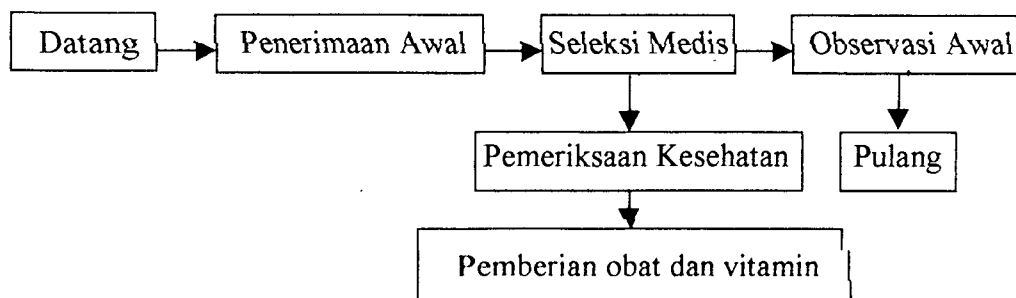 Datang Penerimaan Awal Seleksi Medis Observasi Awal
Pemeriksaan Kesehatan Pulang
Pemberian obat dan vitamin